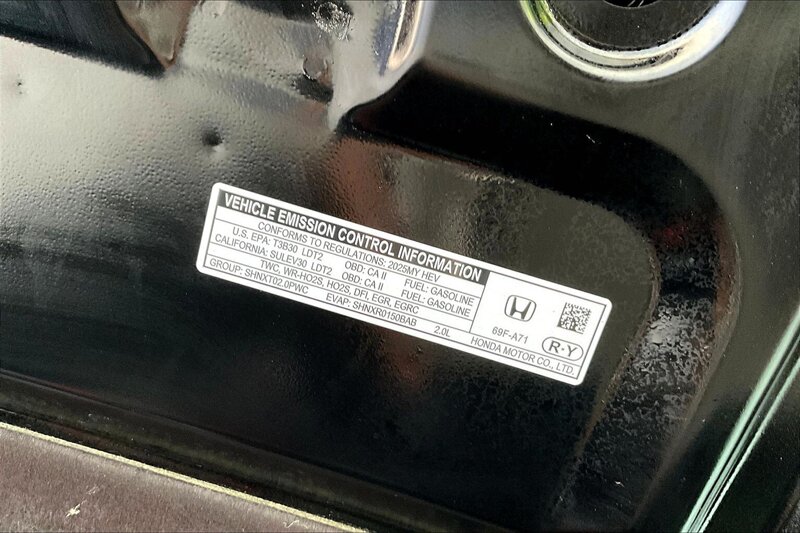 VEHICLE EMISSION CONTROL INFORMATION
CONFORMS TO REGULATIONS: 2025MY HEV
U.S. EPA: T3B30 LDT2 OBD: CA II FUEL: GASOLINE
CALIFORNIA: SULEV30 LDT2 OBD: CA II FUEL: GASOLINE
TWC, WR-HO2S, HO2S, DFI, EGR, EGRC
GROUP: SHNXT02.0PWC EVAP: SHNXR0150BAB 2.0L
69F-A71
R-Y
HONDA MOTOR CO., LTD.